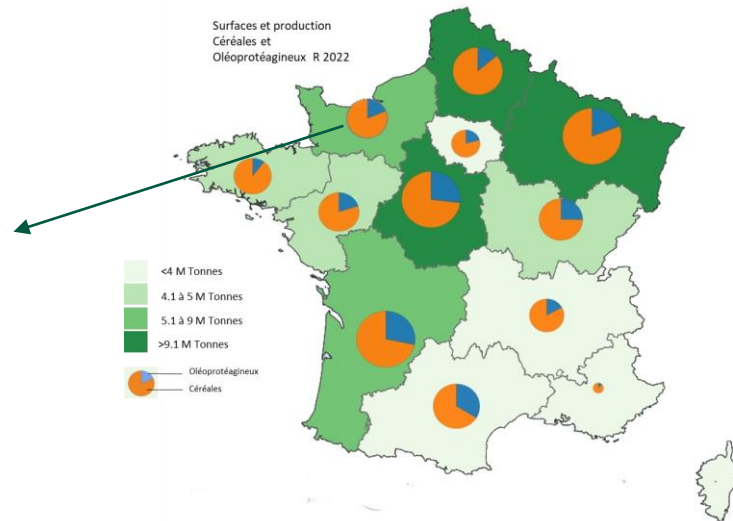 Surfaces et production
Céréales et
Oléoprotéagineux R 2022
<4 M Tonnes
4.1 à 5 M Tonnes
5.1 à 9 M Tonnes
>9.1 M Tonnes
Oléoprotéagineux
Céréales